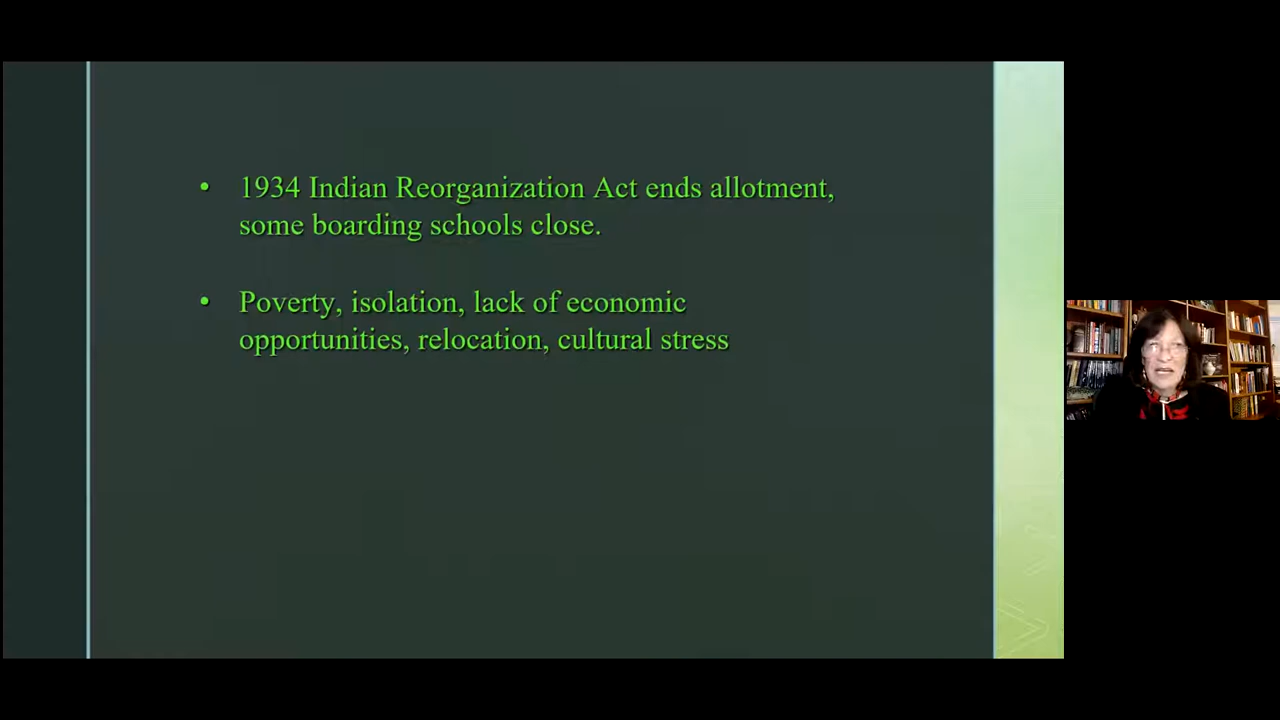 • 1934 Indian Reorganization Act ends allotment,
some boarding schools close.
• Poverty, isolation, lack of economic
opportunities, relocation, cultural stress